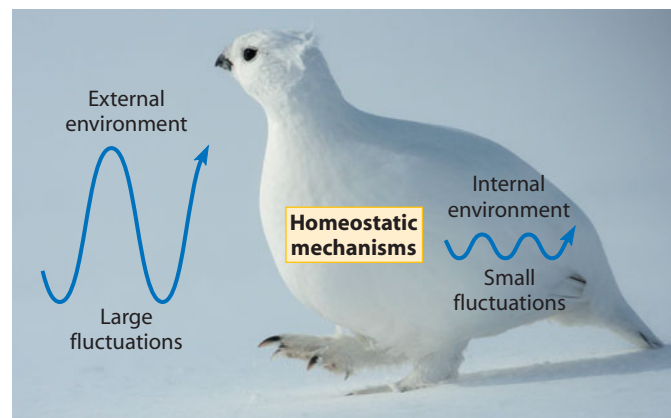 External
environment
Large
fluctuations
Homeostatic
mechanisms
Internal
environment
Small
fluctuations